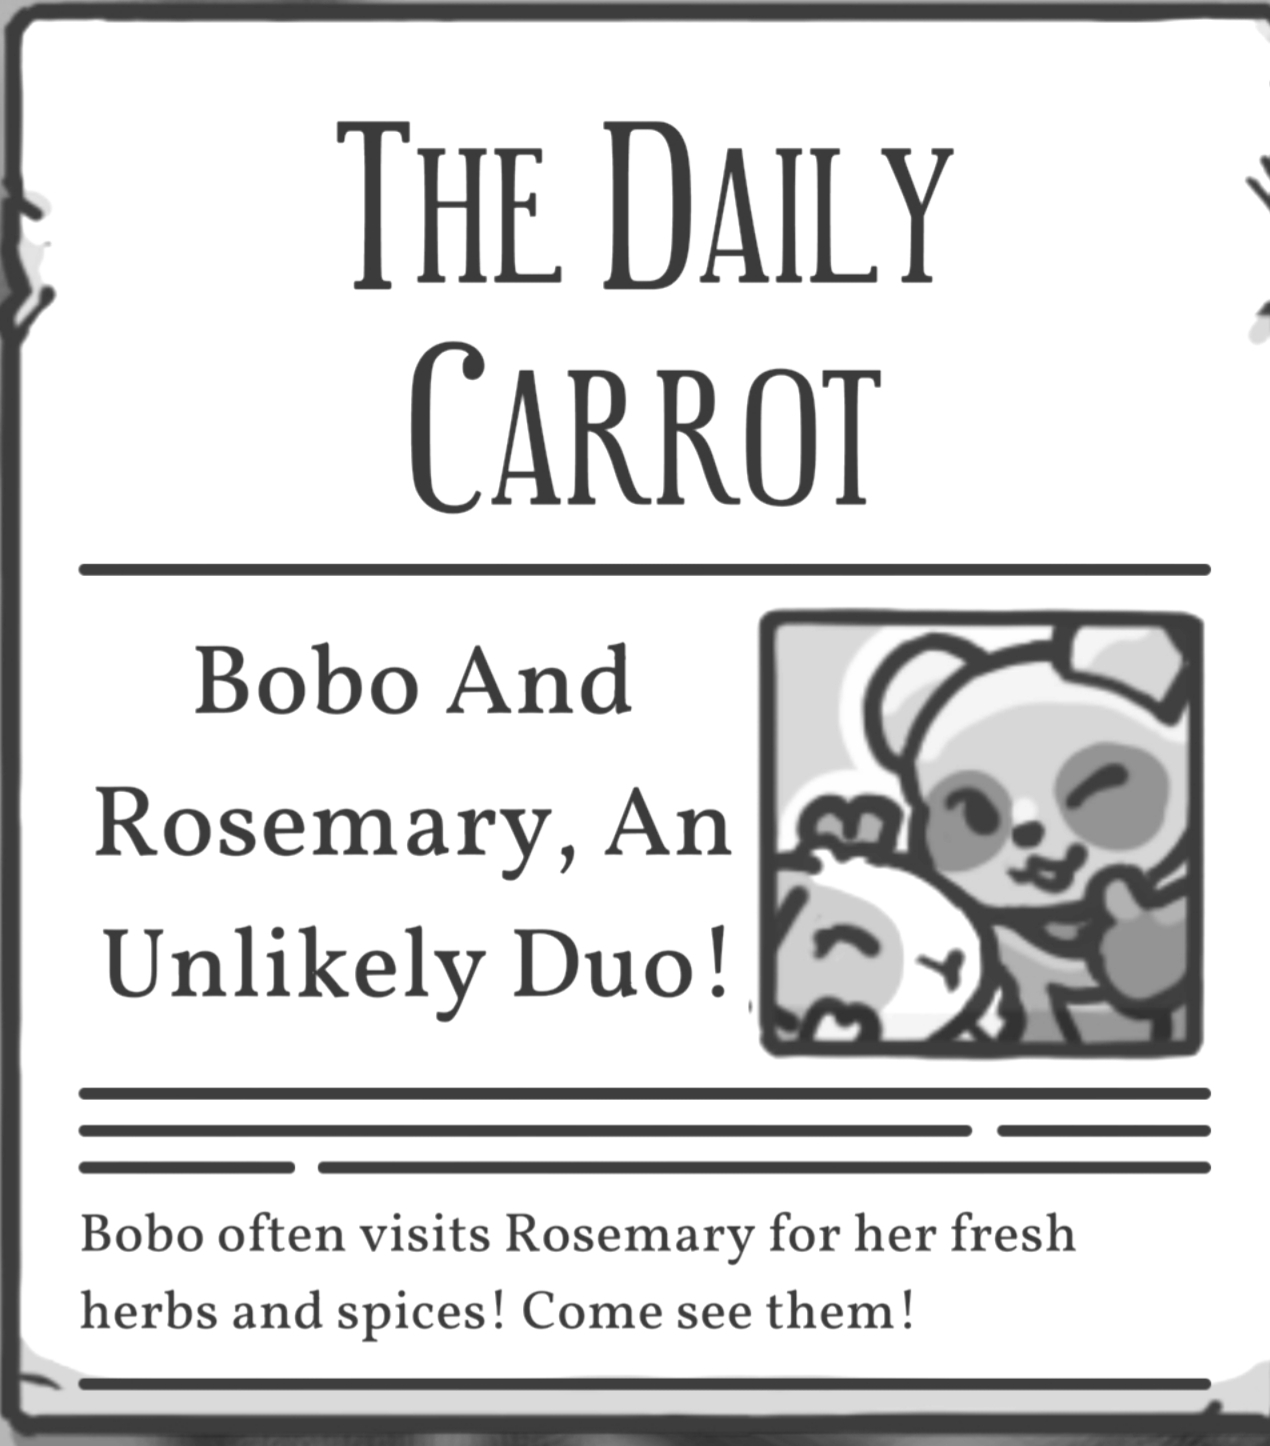 The Daily
Carrot
Bobo And
Rosemary, An
Unlikely Duo!
Bobo often visits Rosemary for her fresh
herbs and spices! Come see them!